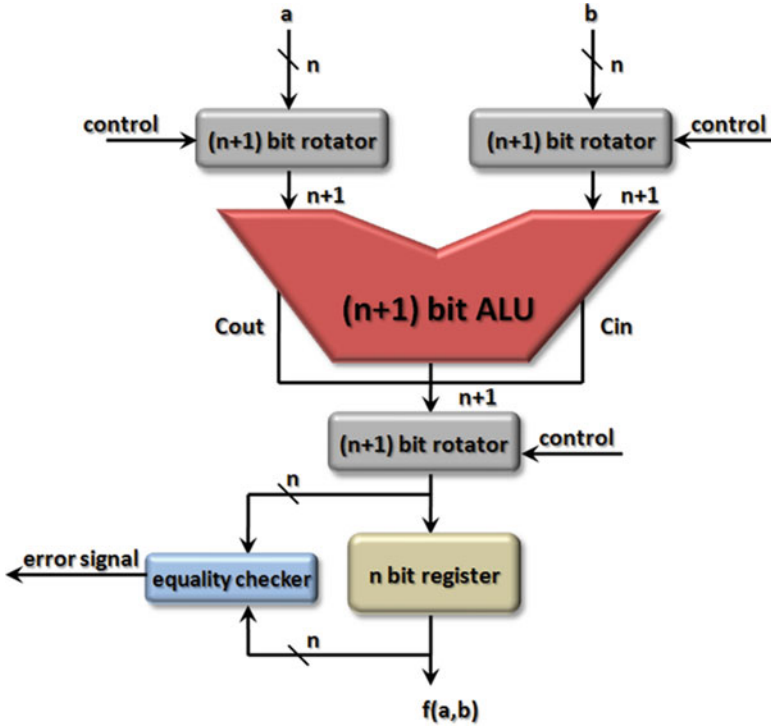 a
b
n
n
control
(n+1) bit rotator
(n+1) bit rotator
control
n+1
n+1
(n+1) bit ALU
Cout
Cin
n+1
(n+1) bit rotator
control
n
error signal
equality checker
n bit register
n
f(a,b)